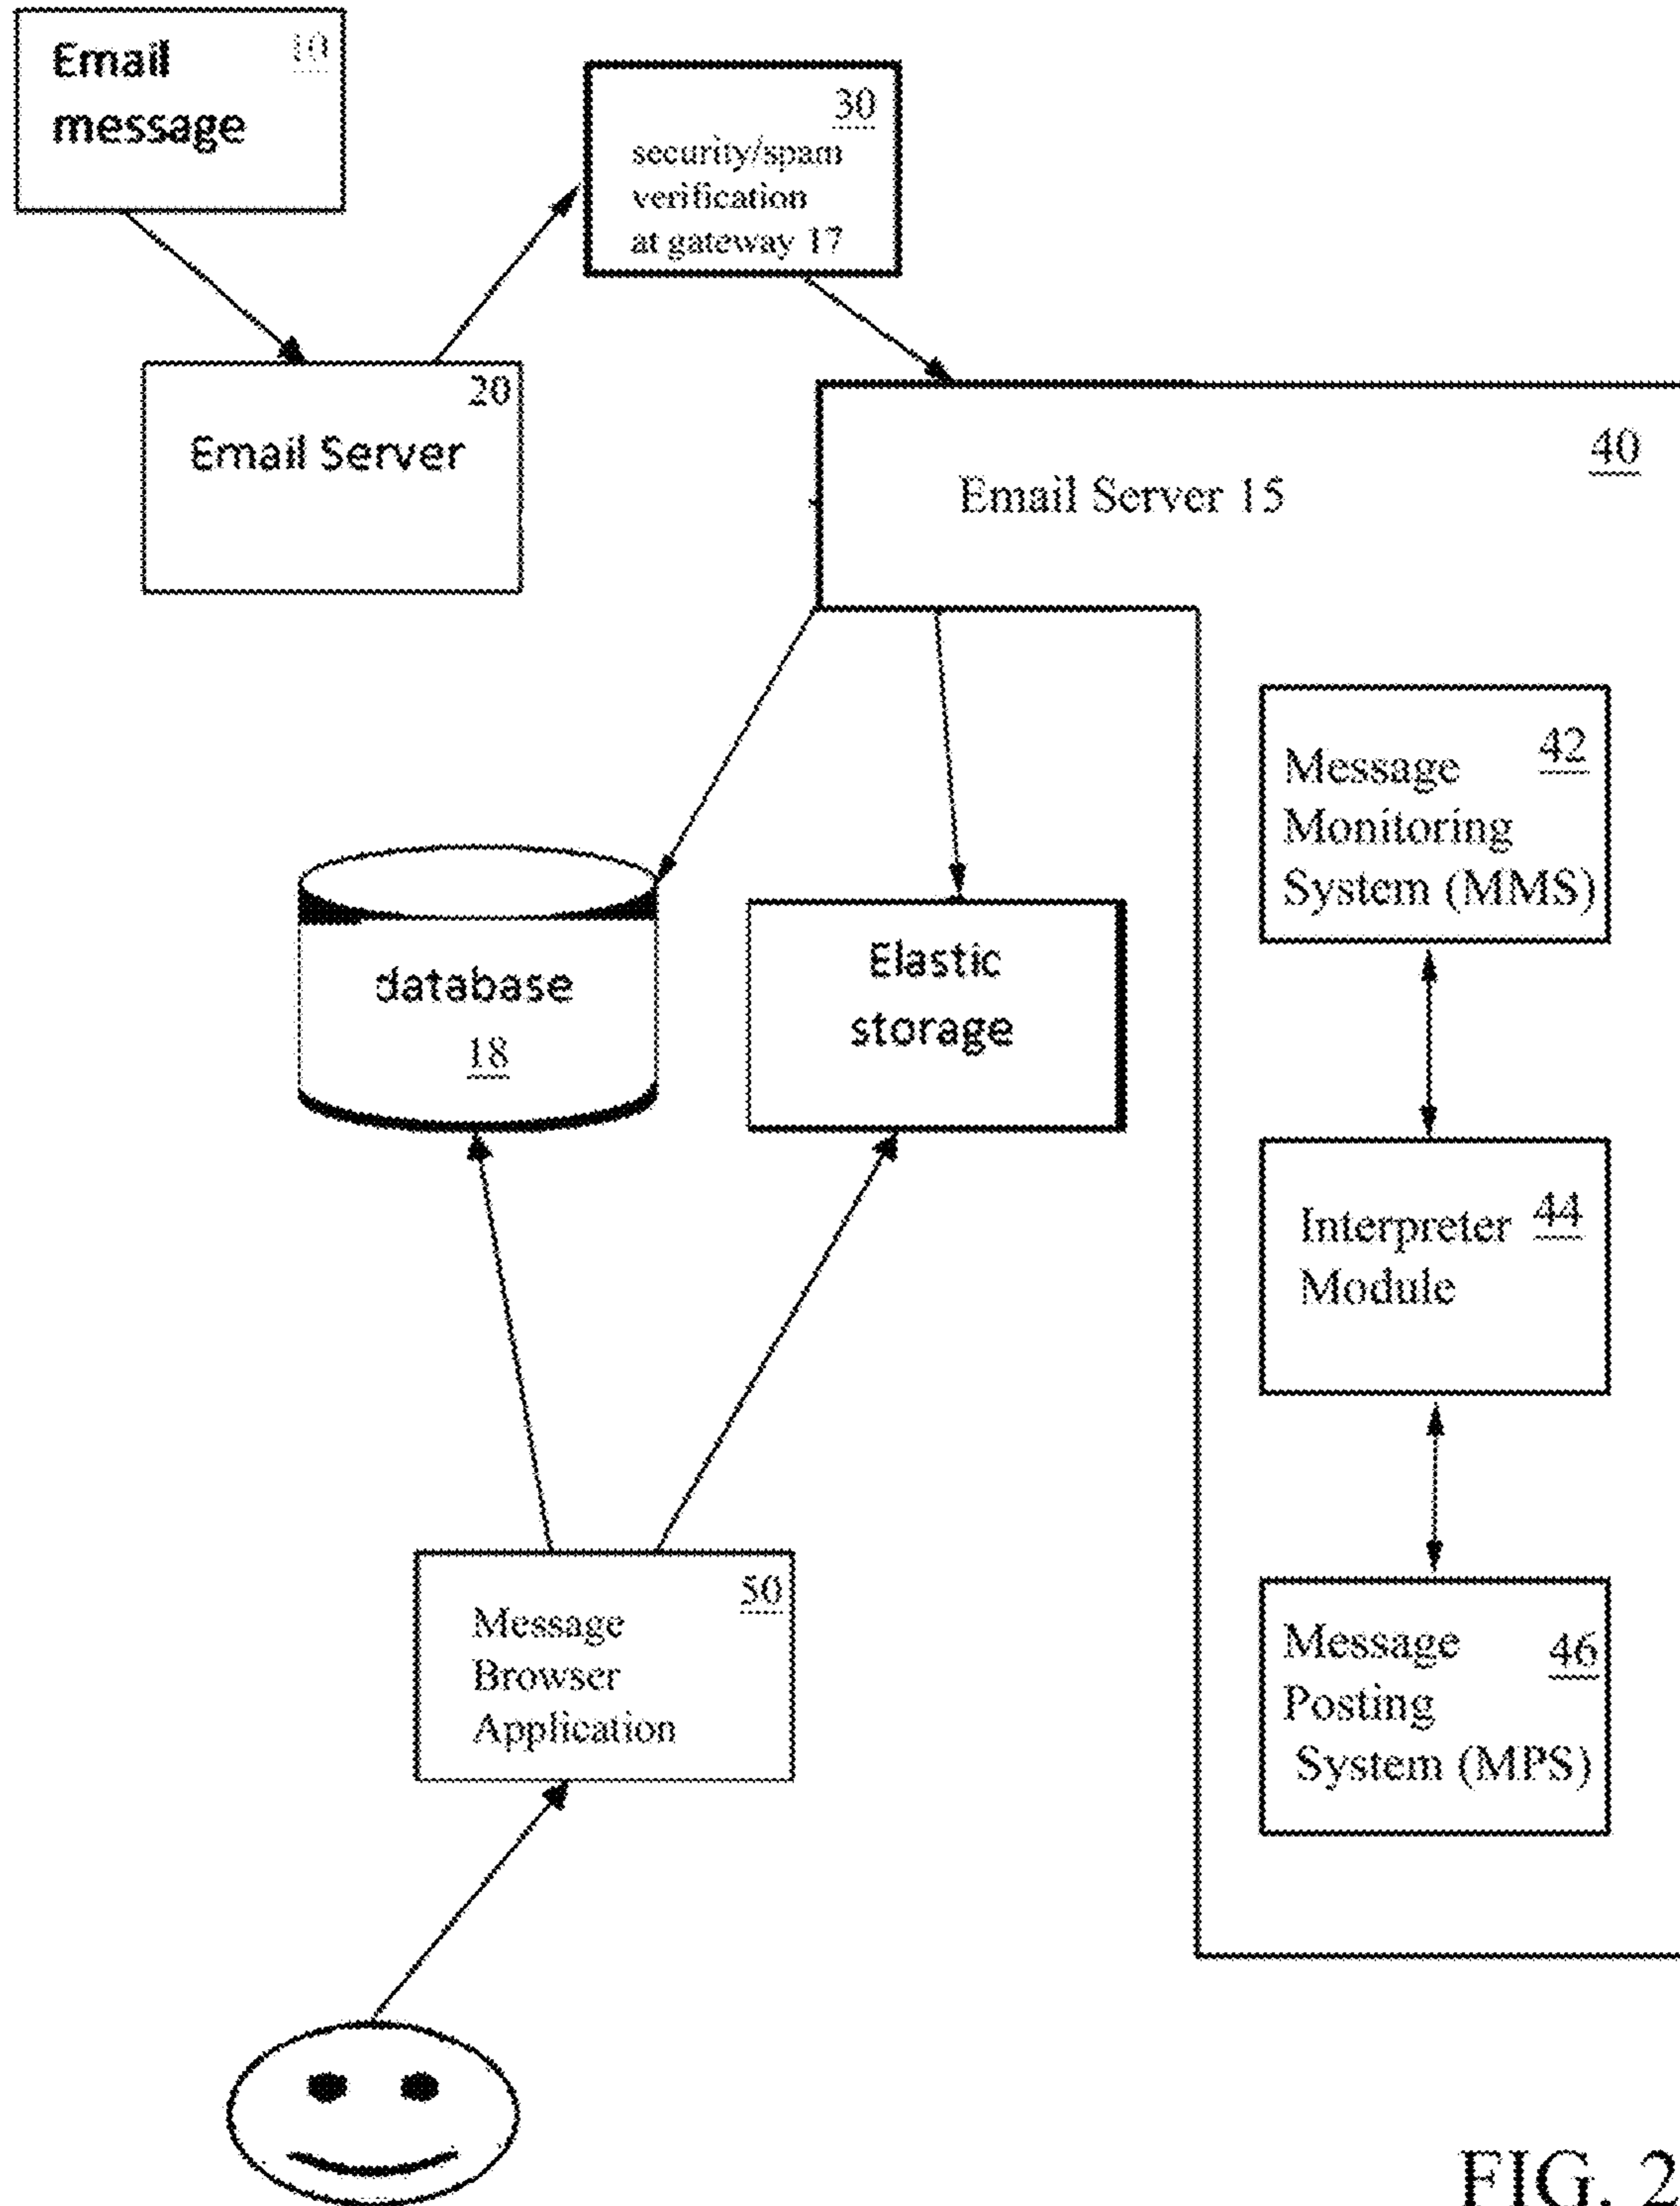 Email
10
message
30
security/spam
verification
at gateway 17
20
Email Server
40
Email Server 15
42
Message
Monitoring
System (MMS)
database
18
Elastic
storage
Interpreter 44
Module
50
Message
Browser
Application
Message
46
Posting
System (MPS)
FIG. 2